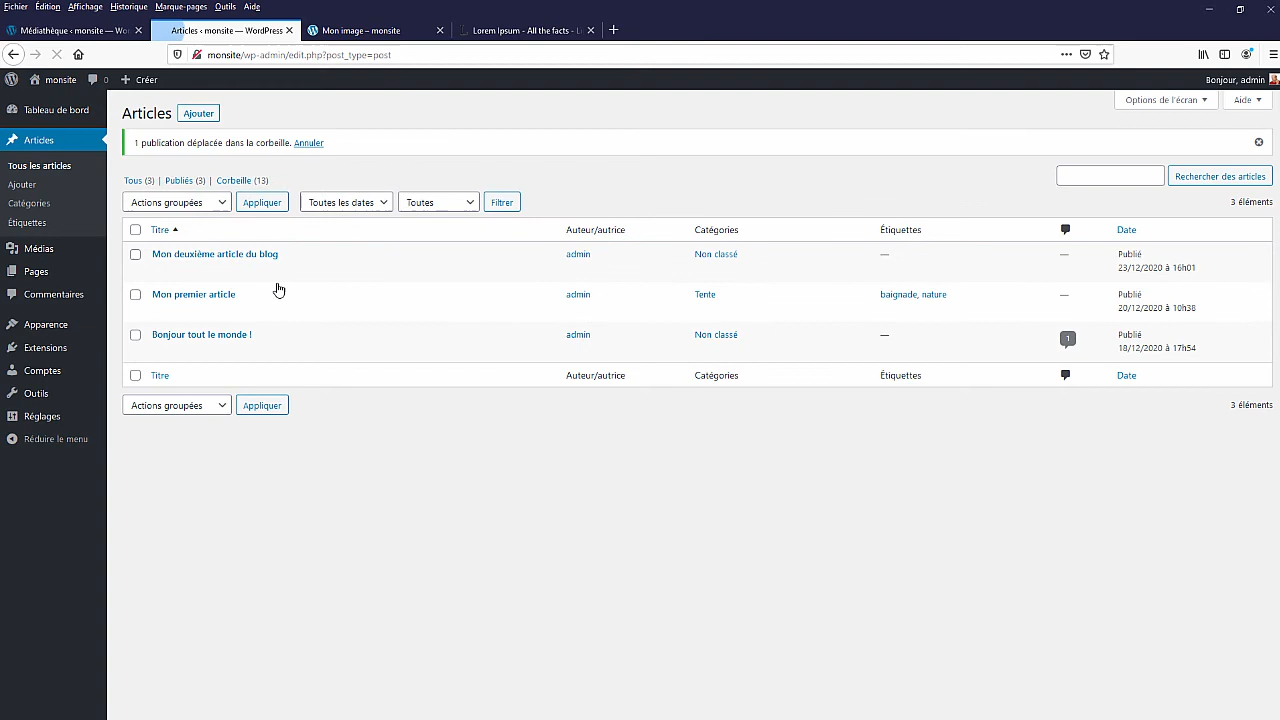 Fichier Édition Affichage Historique Marque-pages Outils Aide
Médiathèque ‹ monsite — Wor
Articles ‹ monsite — WordPress
Mon image – monsite
Lorem Ipsum - All the facts - Li
monsite/wp-admin/edit.php?post_type=post
monsite 0 Créer Bonjour, admin
Tableau de bord
Articles
Tous les articles
Ajouter
Catégories
Étiquettes
Médias
Pages
Commentaires
Apparence
Extensions
Comptes
Outils
Réglages
Réduire le menu
Options de l'écran Aide
Articles Ajouter
1 publication déplacée dans la corbeille. Annuler
Tous (3) | Publiés (3) | Corbeille (13)
Rechercher des articles
Actions groupées Appliquer Toutes les dates Toutes Filtrer
3 éléments
Titre Auteur/autrice Catégories Étiquettes Date
Mon deuxième article du blog admin Non classé — — Publié
23/12/2020 à 16h01
Mon premier article admin Tente baignade, nature — Publié
20/12/2020 à 10h38
Bonjour tout le monde ! admin Non classé — 1 Publié
18/12/2020 à 17h54
Titre Auteur/autrice Catégories Étiquettes Date
Actions groupées Appliquer
3 éléments